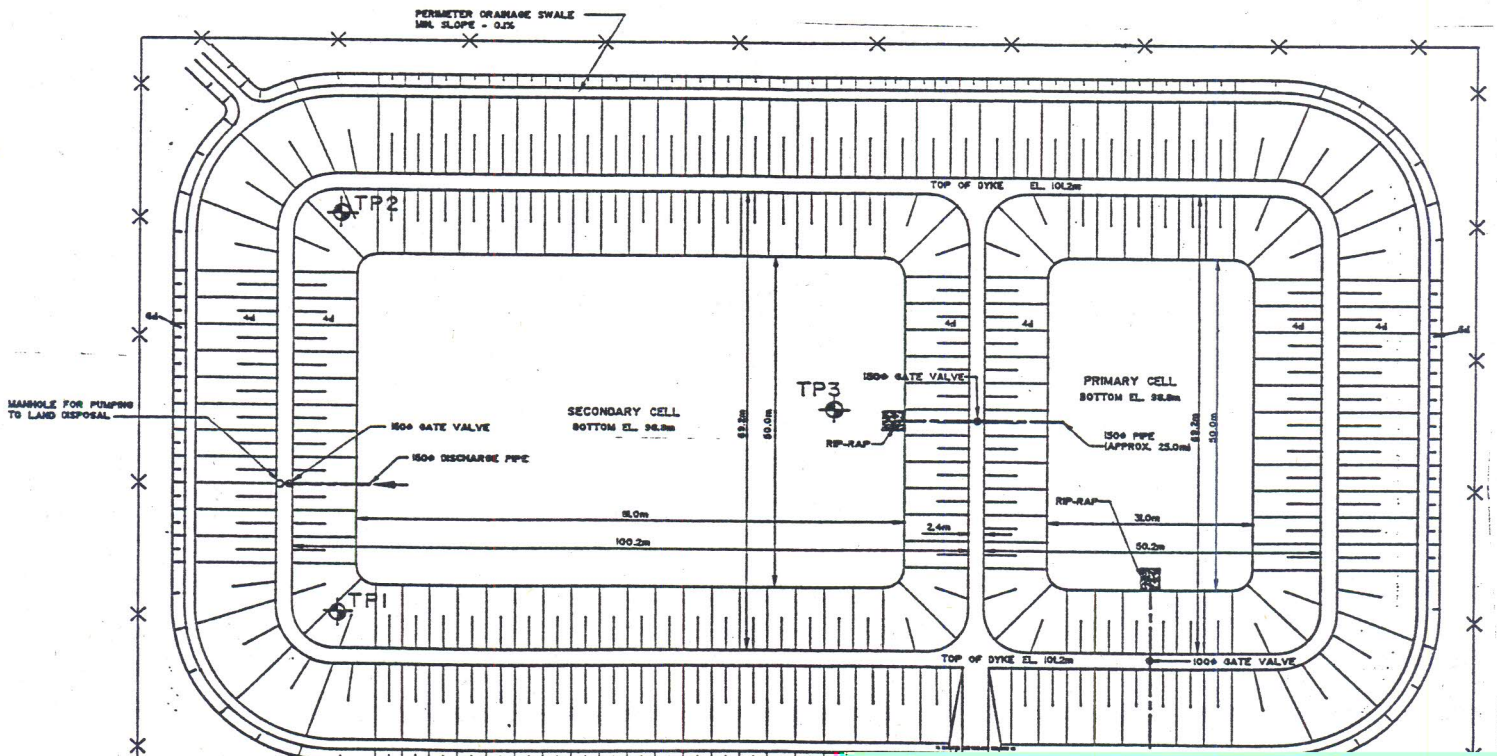 PERIMETER DRAINAGE SWALE
MIN. SLOPE - 0.1%
TOP OF DYKE EL. 101.2m
TP2
4:1
4:1
4:1
4:1
4:1
4:1
150φ GATE VALVE
PRIMARY CELL
BOTTOM EL. 98.8m
TP3
MANHOLE FOR PUMPING
TO LAND DISPOSAL
SECONDARY CELL
BOTTOM EL. 98.8m
69.2m
50.0m
RIP-RAP
150φ PIPE
(APPROX. 25.0m)
69.2m
50.0m
150φ GATE VALVE
150φ DISCHARGE PIPE
RIP-RAP
81.0m
2.4m
31.0m
100.2m
50.2m
TP1
TOP OF DYKE EL. 101.2m
100φ GATE VALVE